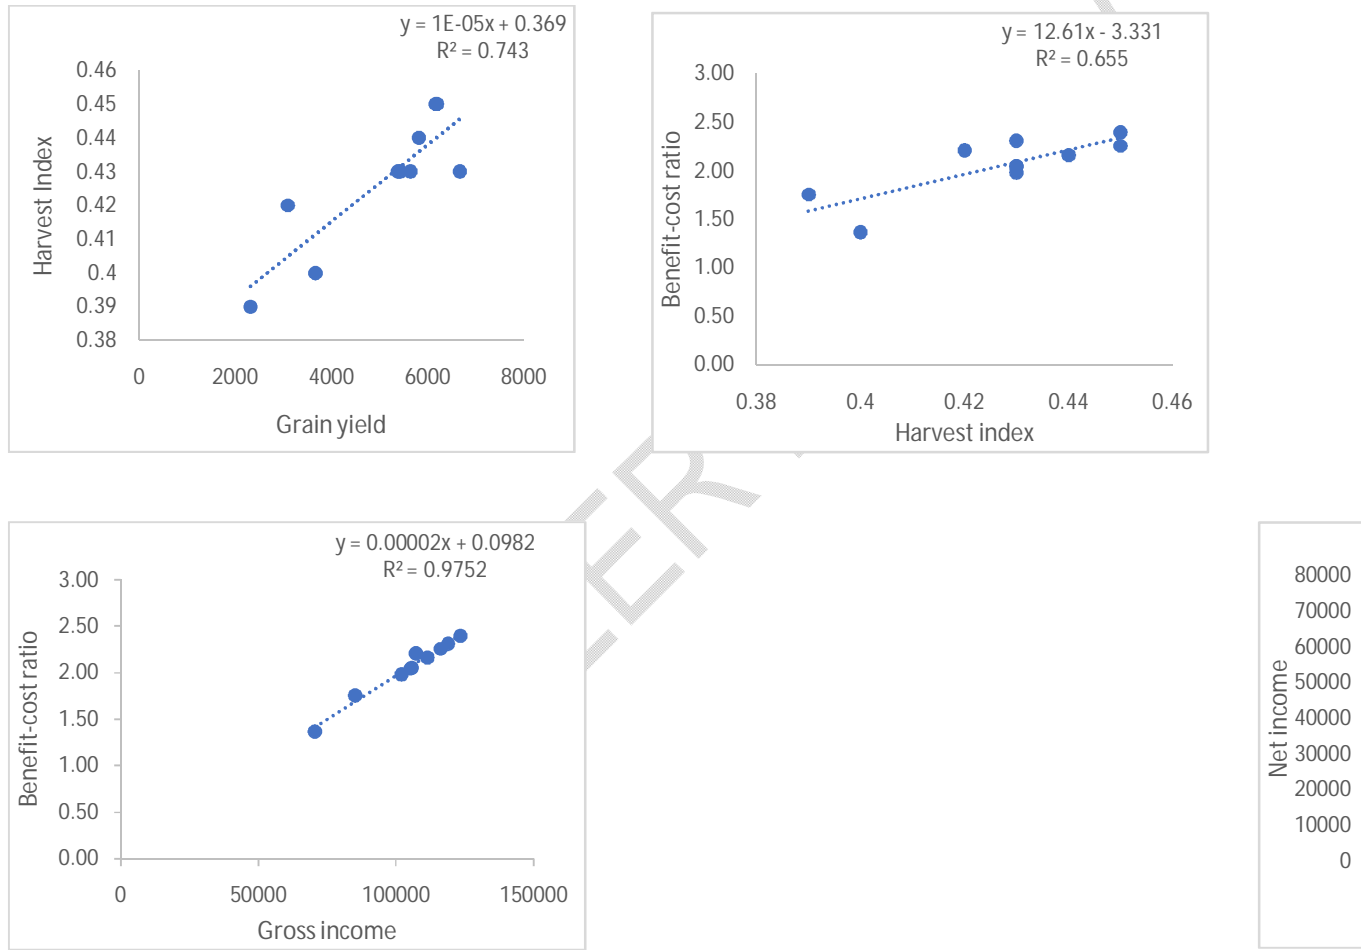 y = 1E-05x + 0.369
R² = 0.743
0.46
0.45
0.44
0.43
0.42
0.41
0.4
0.39
0.38
Harvest Index
0 2000 4000 6000 8000
Grain yield
y = 12.61x - 3.331
R² = 0.655
3.00
2.50
2.00
1.50
1.00
0.50
0.00
Benefit-cost ratio
0.38 0.4 0.42 0.44 0.46
Harvest index
y = 0.00002x + 0.0982
R² = 0.9752
3.00
2.50
2.00
1.50
1.00
0.50
0.00
Benefit-cost ratio
0 50000 100000 150000
Gross income
80000
70000
60000
50000
40000
30000
20000
10000
0
Net income